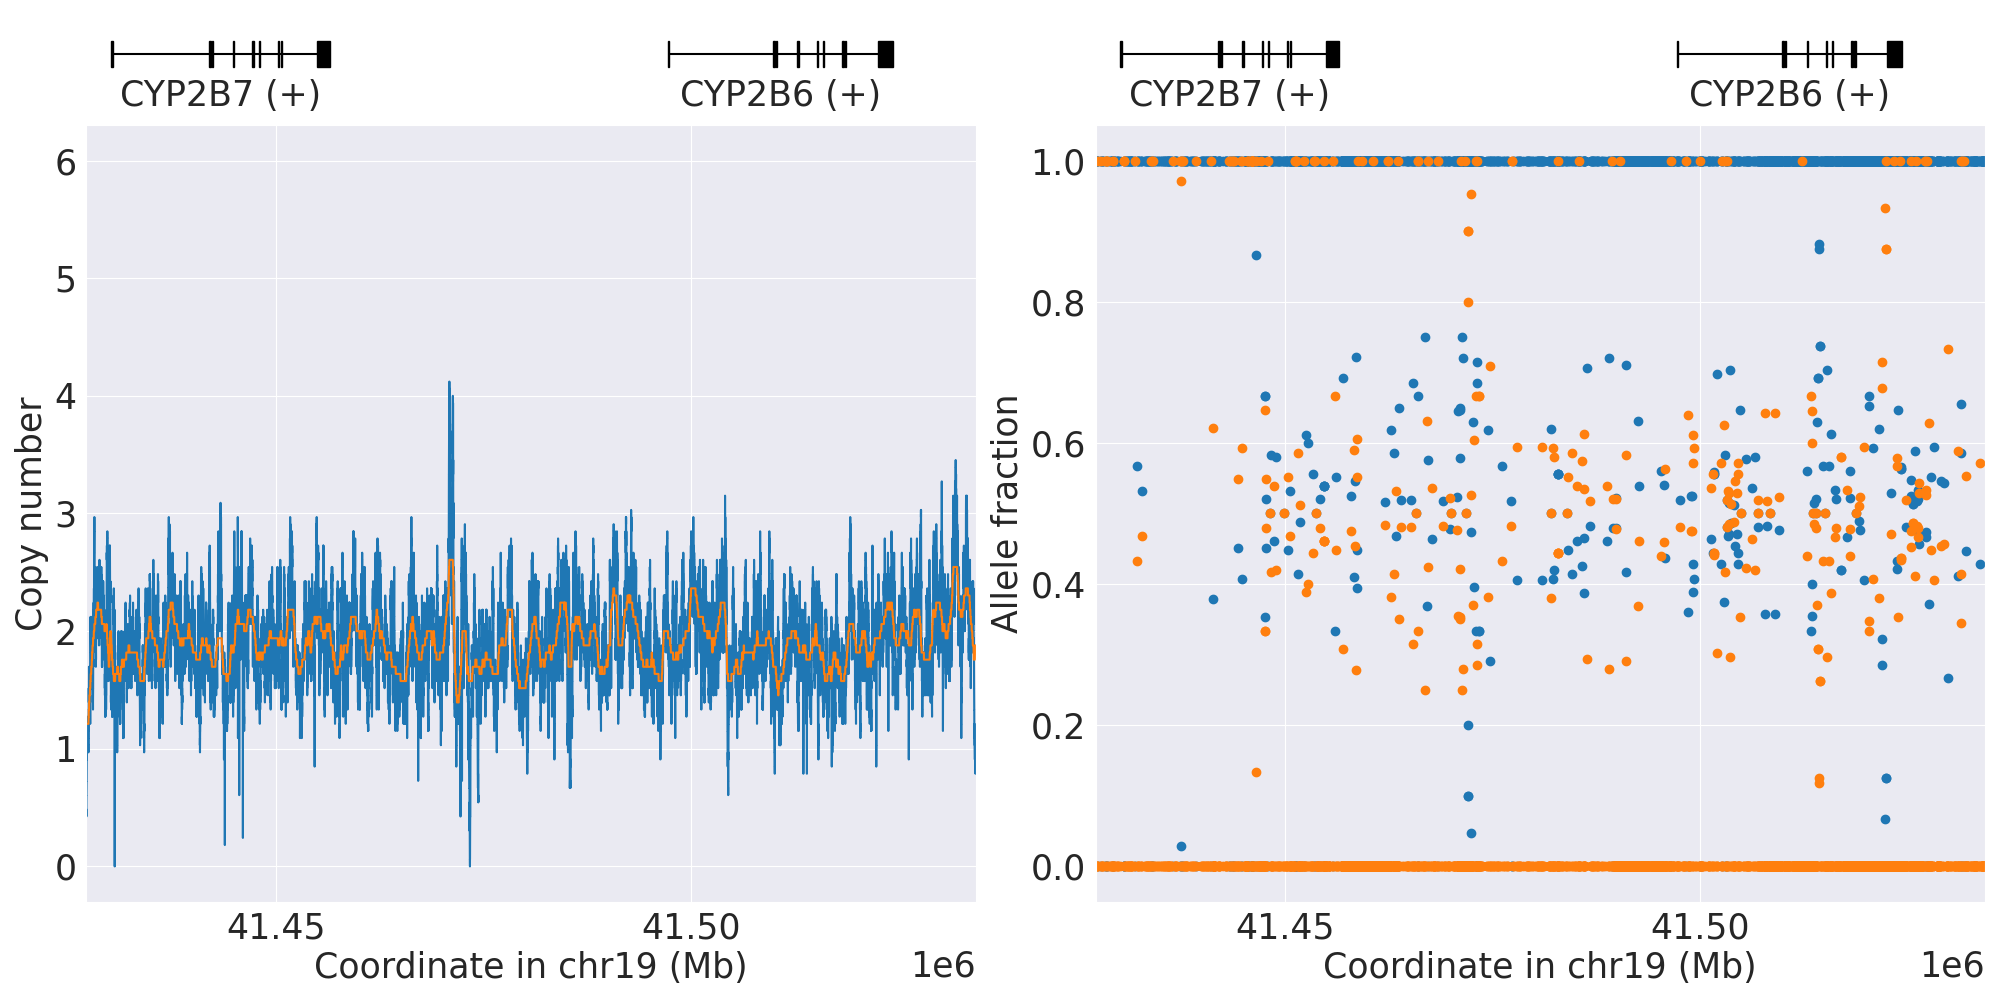 CYP2B7 (+)
CYP2B6 (+)
6
5
4
3
2
1
0
Copy number
41.45
41.50
Coordinate in chr19 (Mb)
1e6
CYP2B7 (+)
CYP2B6 (+)
1.0
0.8
0.6
0.4
0.2
0.0
Allele fraction
41.45
41.50
Coordinate in chr19 (Mb)
1e6